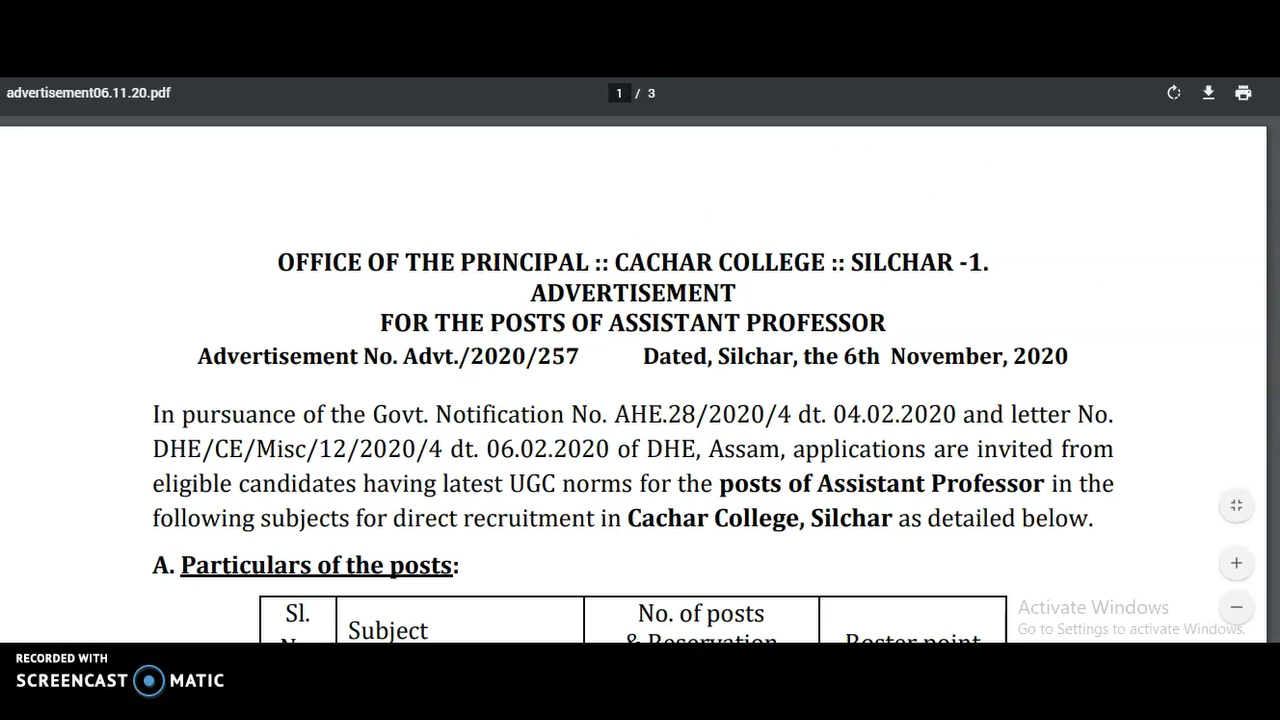 advertisement06.11.20.pdf
1 / 3
OFFICE OF THE PRINCIPAL :: CACHAR COLLEGE :: SILCHAR -1.
ADVERTISEMENT
FOR THE POSTS OF ASSISTANT PROFESSOR
Advertisement No. Advt./2020/257 Dated, Silchar, the 6th November, 2020
In pursuance of the Govt. Notification No. AHE.28/2020/4 dt. 04.02.2020 and letter No.
DHE/CE/Misc/12/2020/4 dt. 06.02.2020 of DHE, Assam, applications are invited from
eligible candidates having latest UGC norms for the posts of Assistant Professor in the
following subjects for direct recruitment in Cachar College, Silchar as detailed below.
A. Particulars of the posts:
Sl.
Subject
No. of posts
& Reservation
Roster point
Activate Windows
Go to Settings to activate Windows.
RECORDED WITH
SCREENCAST MATIC